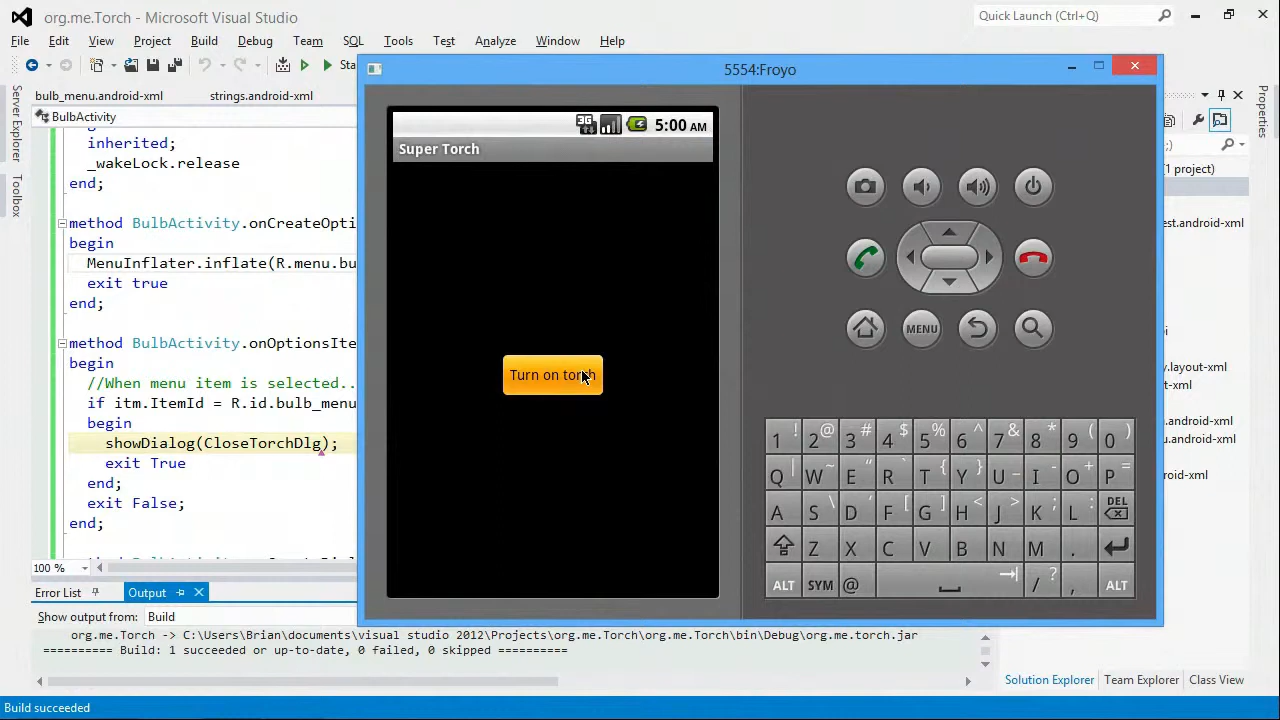 org.me.Torch - Microsoft Visual Studio
Quick Launch (Ctrl+Q)
File Edit View Project Build Debug Team SQL Tools Test Analyze Window Help
Sta
5554:Froyo
bulb_menu.android-xml strings.android-xml
BulbActivity
Server Explorer
Toolbox
Properties
inherited;
_wakeLock.release
end;
method BulbActivity.onCreateOpti
begin
MenuInflater.inflate(R.menu.bu
exit true
end;
method BulbActivity.onOptionsIte
begin
//When menu item is selected..
if itm.ItemId = R.id.bulb_menu
begin
showDialog(CloseTorchDlg);
exit True
end;
exit False;
end;
100 %
3G 5:00 AM
Super Torch
Turn on torch
MENU
1 ! 2 @ 3 # 4 $ 5 % 6 ^ 7 & 8 * 9 ( 0 )
Q | W ~ E " R ` T { Y } U _ I - O + P =
A S \ D ' F [ G ] H < J > K ; L : DEL
Z X C V B N M .
ALT SYM @ / ? , ALT
;)
(1 project)
est.android-xml
pi
y.layout-xml
t-xml
u.android-xml
u.android-xml
id-xml
Error List Output
Show output from: Build
org.me.Torch -> C:\Users\Brian\documents\visual studio 2012\Projects\org.me.Torch\org.me.Torch\bin\Debug\org.me.torch.jar
========== Build: 1 succeeded or up-to-date, 0 failed, 0 skipped ==========
Solution Explorer Team Explorer Class View
Build succeeded